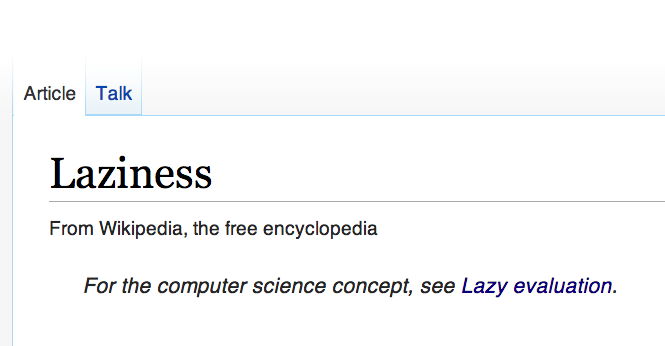 Article Talk
Laziness
From Wikipedia, the free encyclopedia
For the computer science concept, see Lazy evaluation.